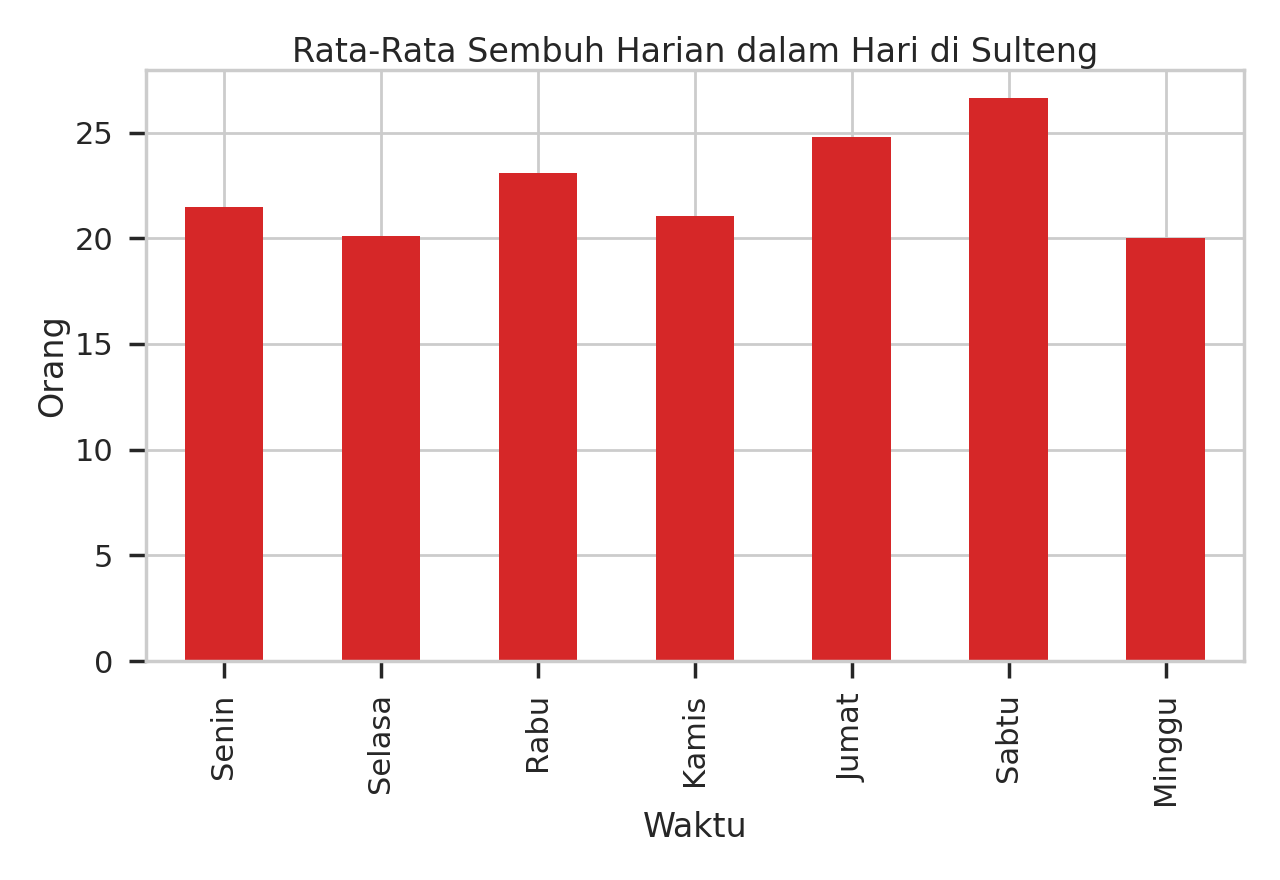 Rata-Rata Sembuh Harian dalam Hari di Sulteng
25
20
15
10
5
0
Orang
Senin
Selasa
Rabu
Kamis
Jumat
Sabtu
Minggu
Waktu